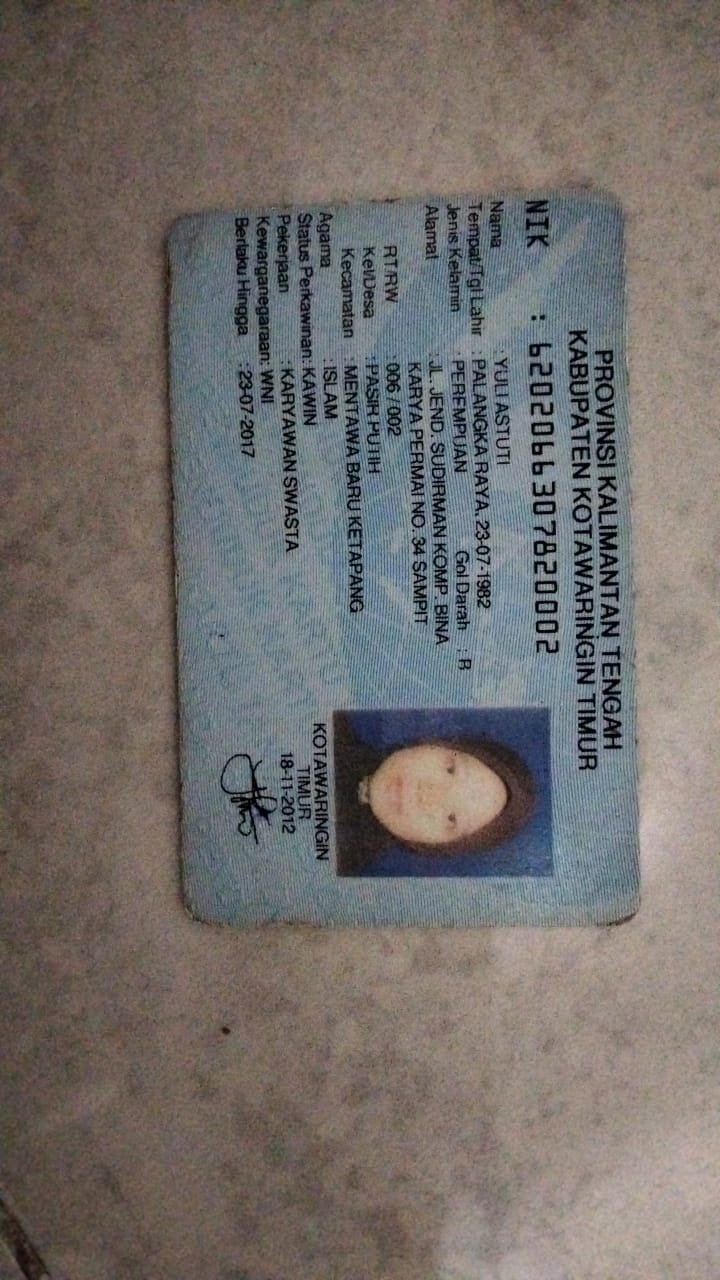 PROVINSI KALIMANTAN TENGAH
KABUPATEN KOTAWARINGIN TIMUR
NIK : 6202066307820002
Nama : YULI ASTUTI
Tempat/Tgl Lahir : PALANGKA RAYA, 23-07-1982
Jenis Kelamin : PEREMPUAN Gol Darah : B
Alamat : JL. JEND. SUDIRMAN KOMP. BINA
KARYA PERMAI NO. 34 SAMPIT
RT/RW : 006 / 002
Kel/Desa : PASIR PUTIH
Kecamatan : MENTAWA BARU KETAPANG
Agama : ISLAM
Status Perkawinan: KAWIN
Pekerjaan : KARYAWAN SWASTA
Kewarganegaraan: WNI
Berlaku Hingga : 23-07-2017
KOTAWARINGIN
TIMUR
18-11-2012